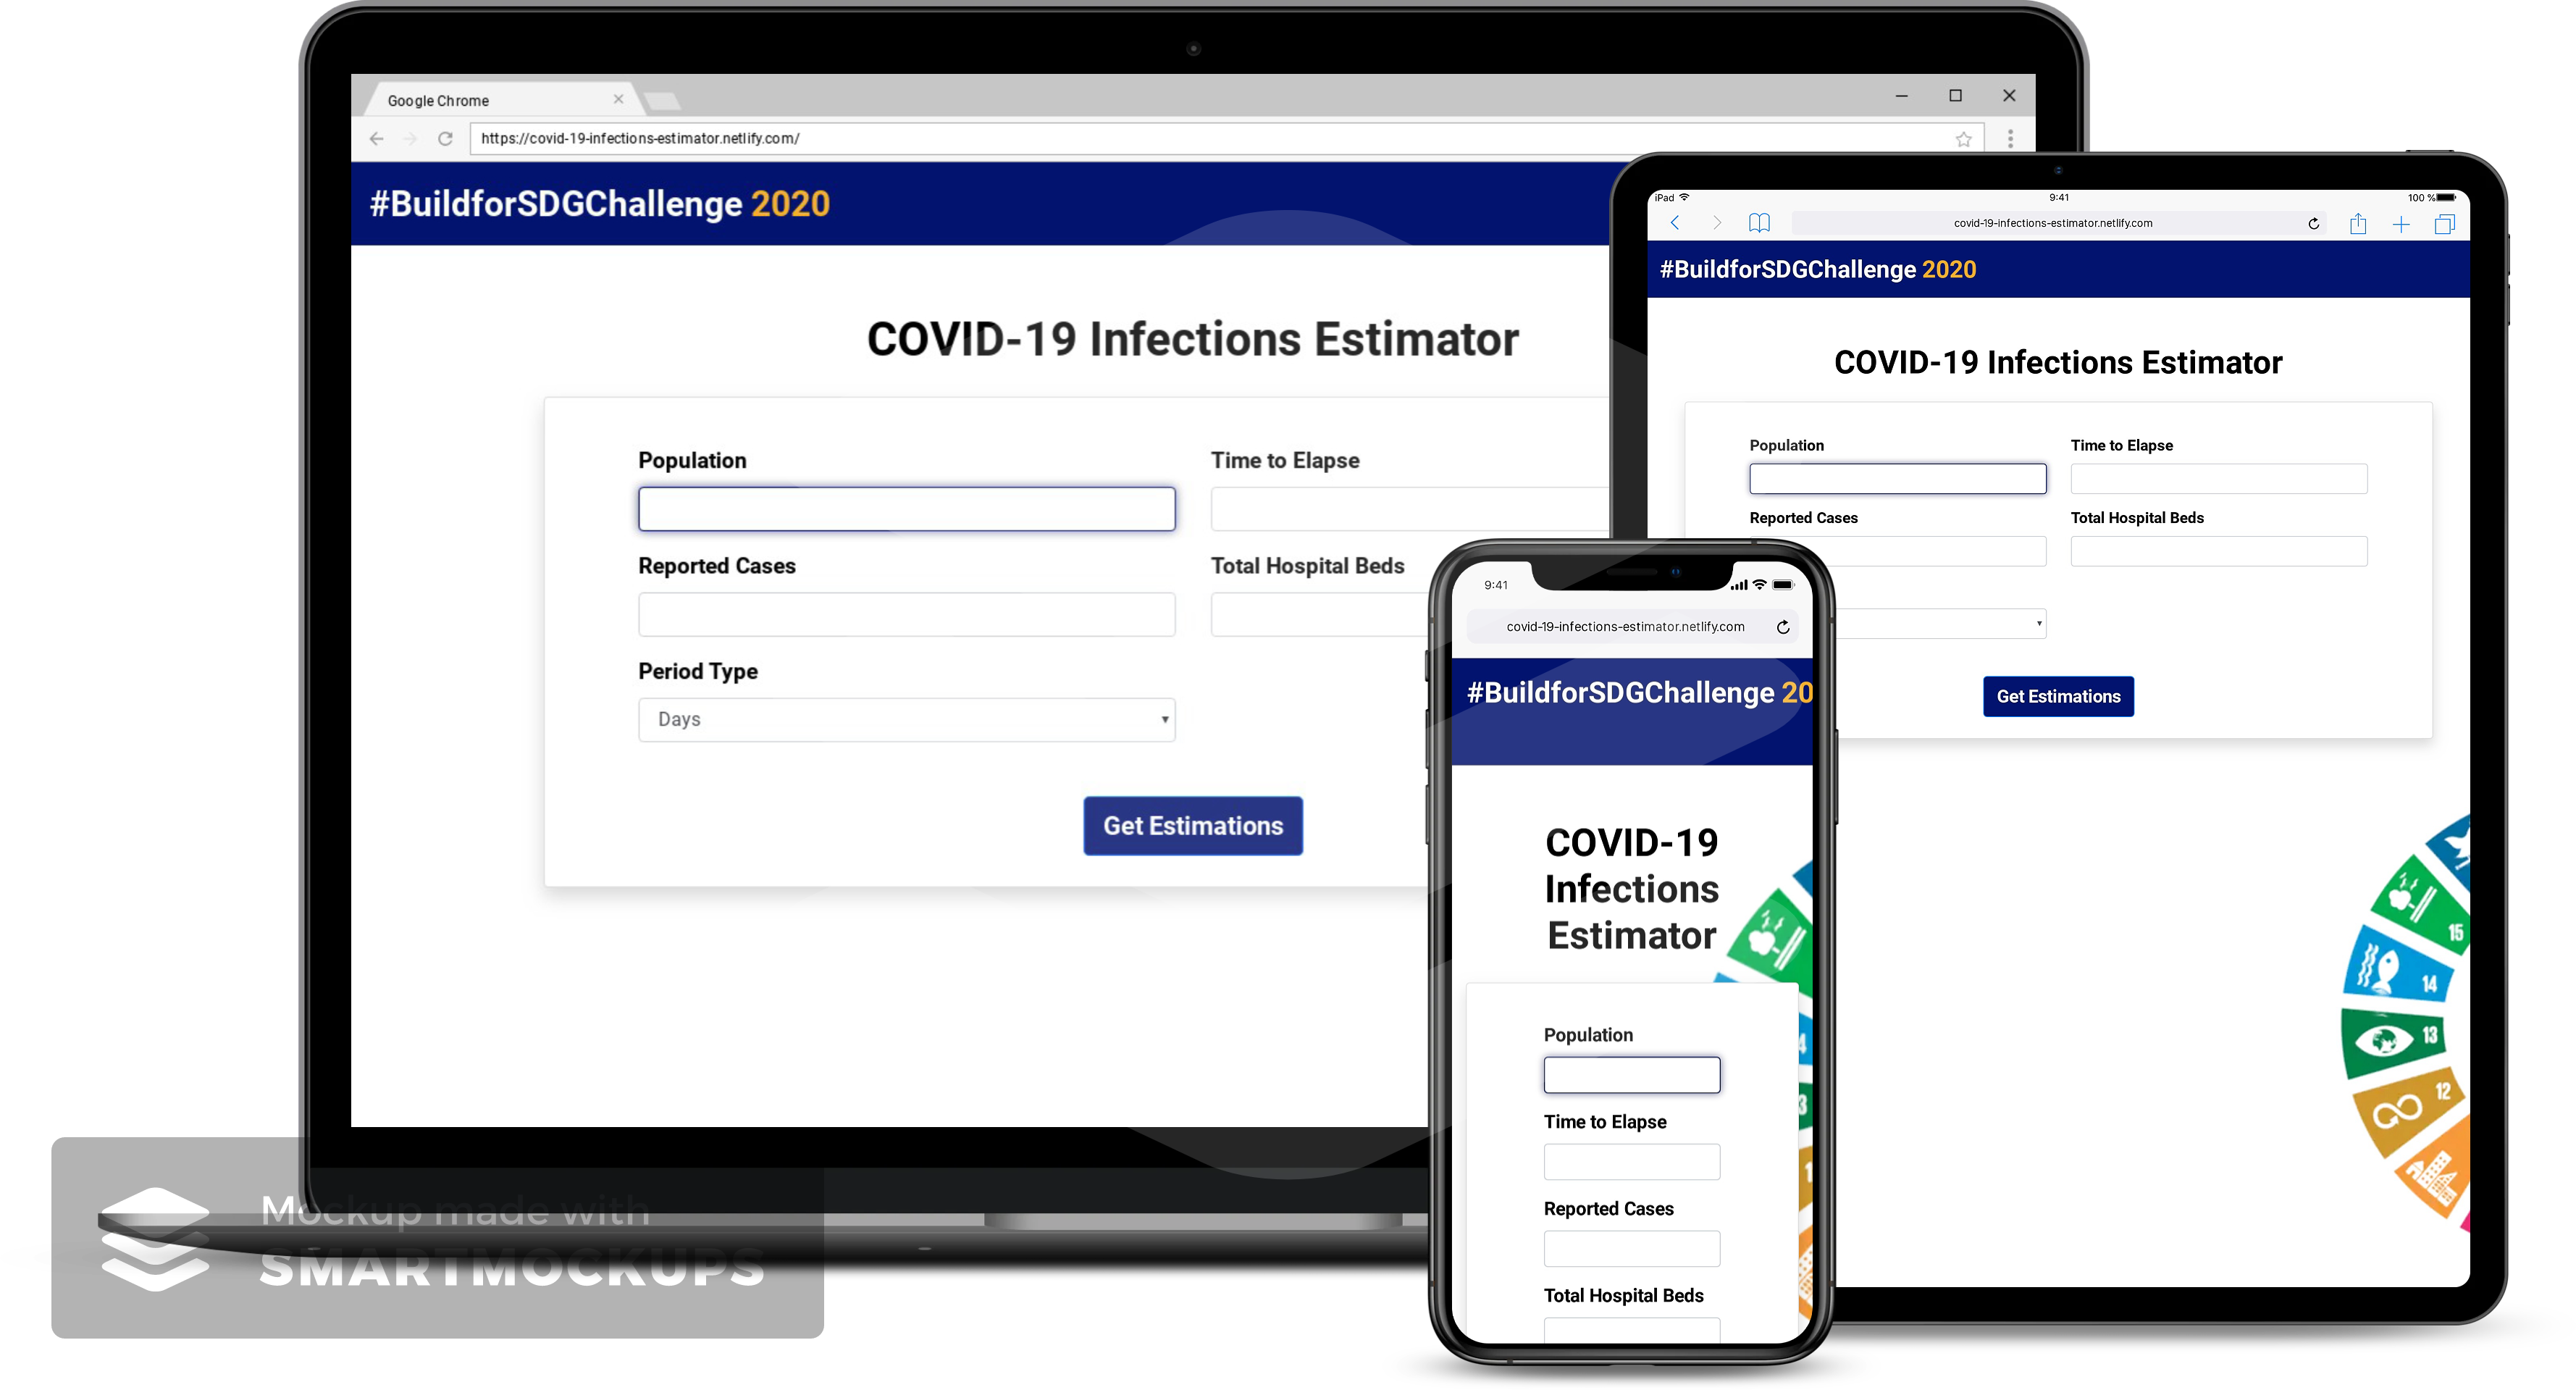 Google Chrome
https://covid-19-infections-estimator.netlify.com/
#BuildforSDGChallenge 2020
COVID-19 Infections Estimator
Population
Time to Elapse
Reported Cases
Total Hospital Beds
Period Type
Days
Get Estimations
iPad
9:41
100 %
covid-19-infections-estimator.netlify.com
#BuildforSDGChallenge 2020
COVID-19 Infections Estimator
Population
Time to Elapse
Reported Cases
Total Hospital Beds
Get Estimations
15
14
13
12
9:41
covid-19-infections-estimator.netlify.com
#BuildforSDGChallenge 20
COVID-19
Infections
Estimator
Population
Time to Elapse
Reported Cases
Total Hospital Beds
Mockup made with
SMARTMOCKUPS